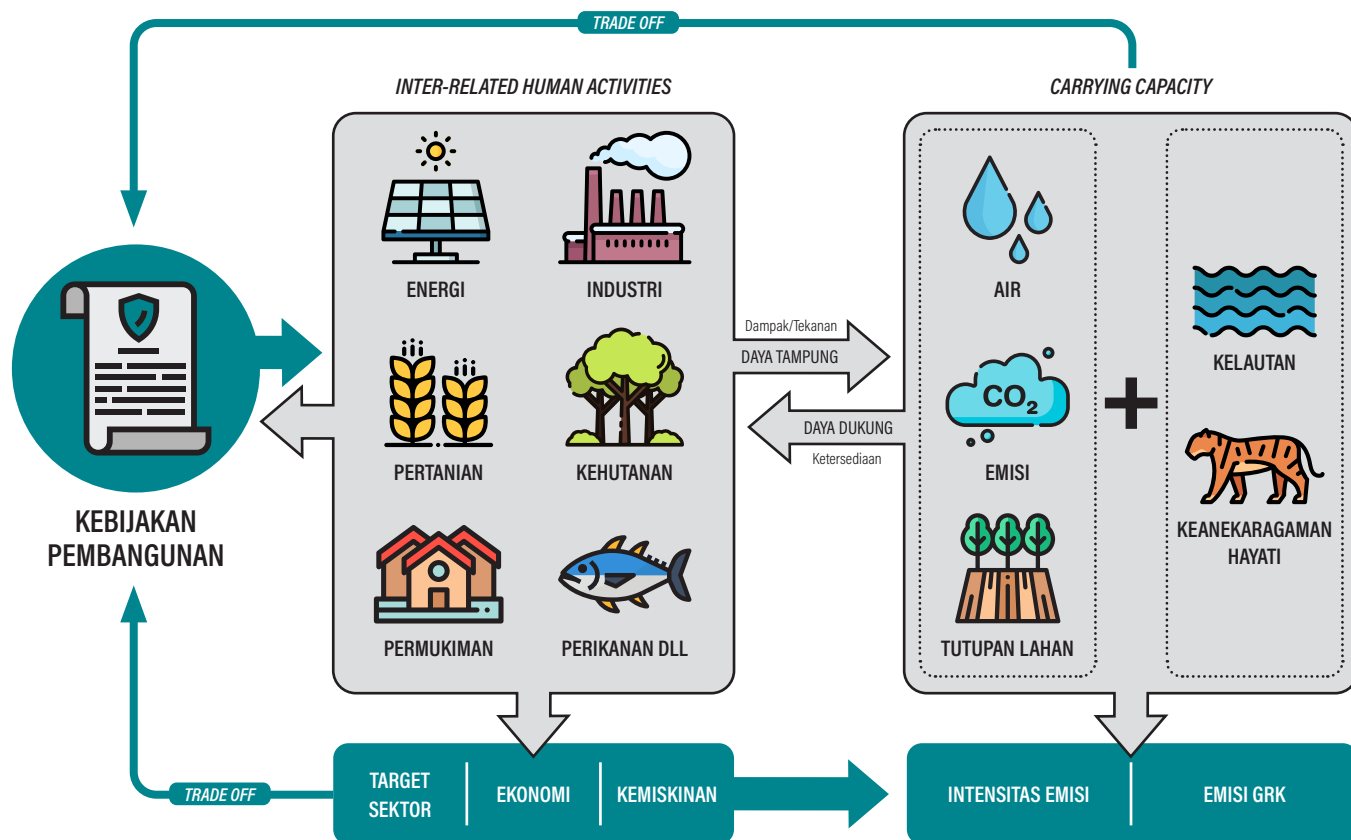 TRADE OFF
INTER-RELATED HUMAN ACTIVITIES
CARRYING CAPACITY
ENERGI
INDUSTRI
PERTANIAN
KEHUTANAN
PERMUKIMAN
PERIKANAN DLL
KEBIJAKAN
PEMBANGUNAN
Dampak/Tekanan
DAYA TAMPUNG
DAYA DUKUNG
Ketersediaan
AIR
CO₂
EMISI
TUTUPAN LAHAN
KELAUTAN
KEANEKARAGAMAN
HAYATI
TRADE OFF
TARGET
SEKTOR
EKONOMI
KEMISKINAN
INTENSITAS EMISI
EMISI GRK